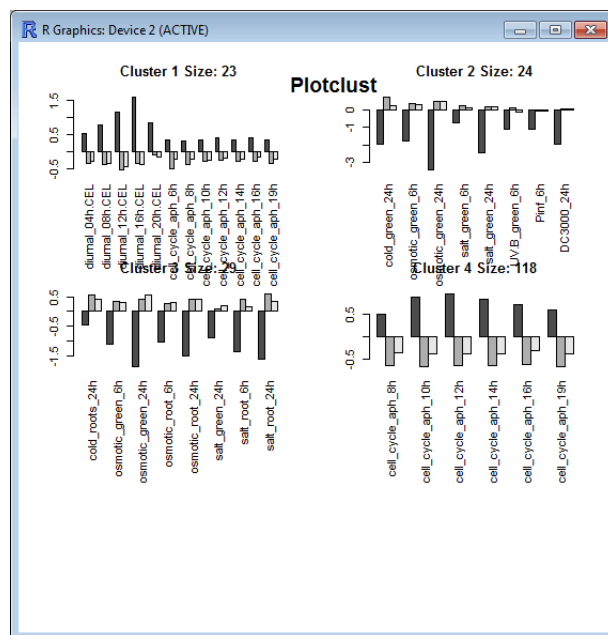 R Graphics: Device 2 (ACTIVE)
Plotclust
Cluster 1 Size: 23
0.5 1.5
-0.5
diurnal_04h.CEL
diurnal_08h.CEL
diurnal_12h.CEL
diurnal_16h.CEL
diurnal_20h.CEL
cell_cycle_aph_6h
cell_cycle_aph_8h
cell_cycle_aph_10h
cell_cycle_aph_12h
cell_cycle_aph_14h
cell_cycle_aph_16h
cell_cycle_aph_19h
Cluster 2 Size: 24
0
-1
-3
cold_green_24h
osmotic_green_6h
osmotic_green_24h
salt_green_6h
salt_green_24h
UV.B_green_6h
Pinf_6h
DC3000_24h
Cluster 3 Size: 29
0.5
-0.5
-1.5
cold_roots_24h
osmotic_green_6h
osmotic_green_24h
osmotic_root_6h
osmotic_root_24h
salt_green_24h
salt_root_6h
salt_root_24h
Cluster 4 Size: 118
0.5
-0.5
cell_cycle_aph_8h
cell_cycle_aph_10h
cell_cycle_aph_12h
cell_cycle_aph_14h
cell_cycle_aph_16h
cell_cycle_aph_19h